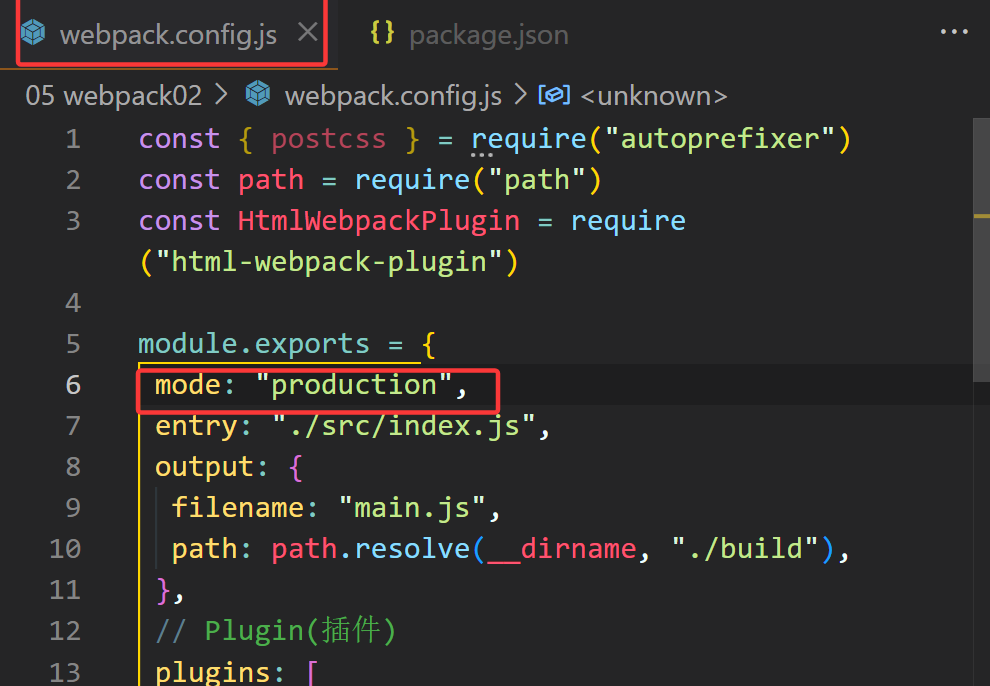 webpack.config.js
{} package.json
...
05 webpack02 > webpack.config.js > <unknown>
1 const { postcss } = require("autoprefixer")
2 const path = require("path")
3 const HtmlWebpackPlugin = require
("html-webpack-plugin")
4
5 module.exports = {
6 mode: "production",
7 entry: "./src/index.js",
8 output: {
9 filename: "main.js",
10 path: path.resolve(__dirname, "./build"),
11 },
12 // Plugin(插件)
13 plugins: [